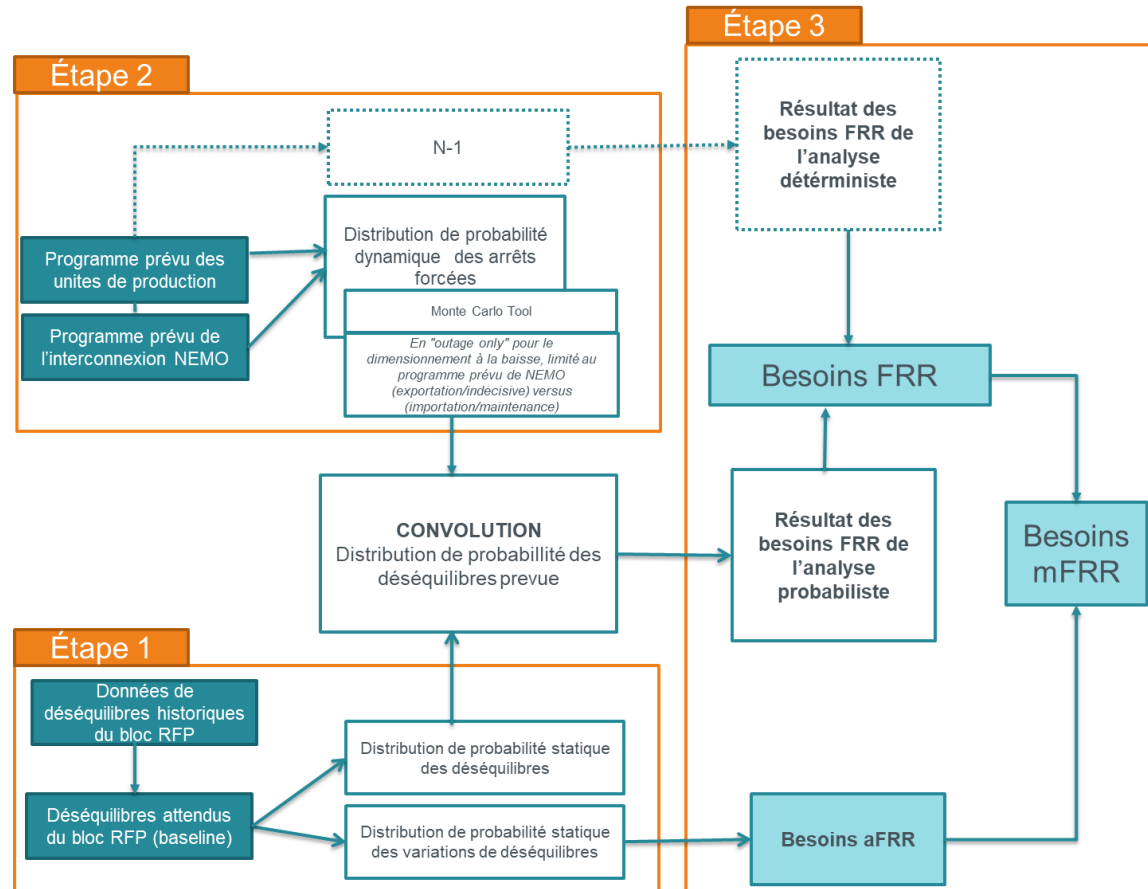 Étape 3
Résultat des
besoins FRR de
l'analyse
détérministe
Besoins FRR
Résultat des
besoins FRR de
l'analyse
probabiliste
Besoins
mFRR
Besoins aFRR
Étape 2
N-1
Programme prévu des
unites de production
Programme prévu de
l'interconnexion NEMO
Distribution de probabilité
dynamique des arrêts
forcées
Monte Carlo Tool
En "outage only" pour le
dimensionnement à la baisse, limité au
programme prévu de NEMO
(exportation/indecisive) versus
(importation/maintenance)
CONVOLUTION
Distribution de probabillité des
déséquilibres prevue
Étape 1
Données de
déséquilibres historiques
du bloc RFP
Déséquilibres attendus
du bloc RFP (baseline)
Distribution de probabilité statique
des déséquilibres
Distribution de probabilité statique
des variations de déséquilibres